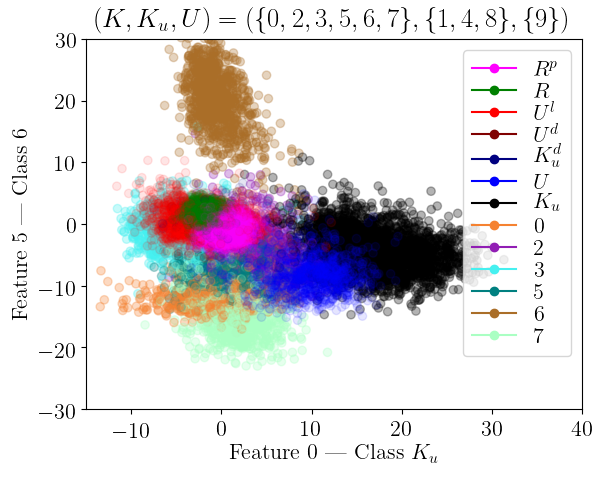 (K, K_u, U) = ({0, 2, 3, 5, 6, 7}, {1, 4, 8}, {9})
30
20
10
0
−10
−20
−30
Feature 5 — Class 6
−10
0
10
20
30
40
Feature 0 — Class K_u
R^p
R
U^l
U^d
K_u^d
U
K_u
0
2
3
5
6
7